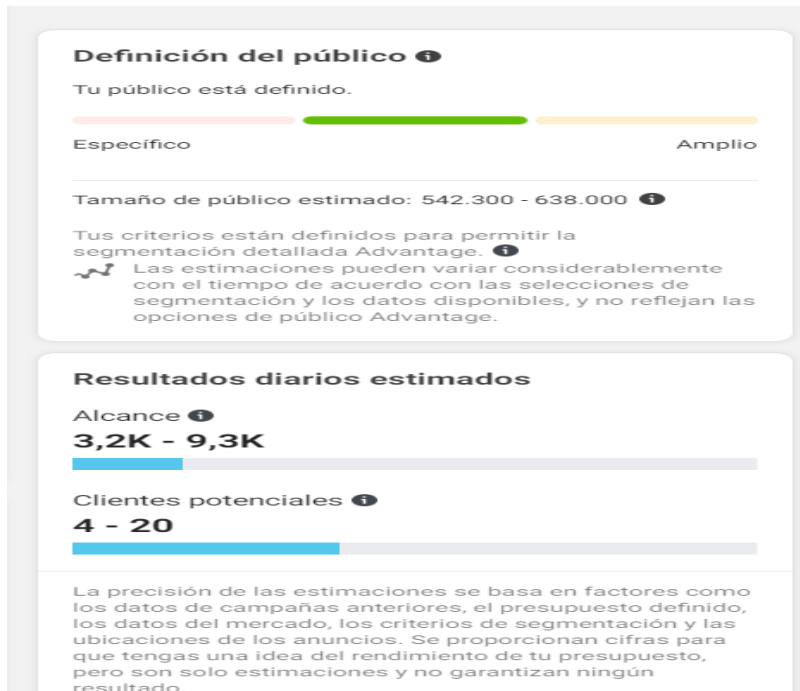 Definición del público
Tu público está definido.
Específico Amplio
Tamaño de público estimado: 542.300 - 638.000
Tus criterios están definidos para permitir la
segmentación detallada Advantage.
Las estimaciones pueden variar considerablemente
con el tiempo de acuerdo con las selecciones de
segmentación y los datos disponibles, y no reflejan las
opciones de público Advantage.
Resultados diarios estimados
Alcance
3,2K - 9,3K
Clientes potenciales
4 - 20
La precisión de las estimaciones se basa en factores como
los datos de campañas anteriores, el presupuesto definido,
los datos del mercado, los criterios de segmentación y las
ubicaciones de los anuncios. Se proporcionan cifras para
que tengas una idea del rendimiento de tu presupuesto,
pero son solo estimaciones y no garantizan ningún
resultado.